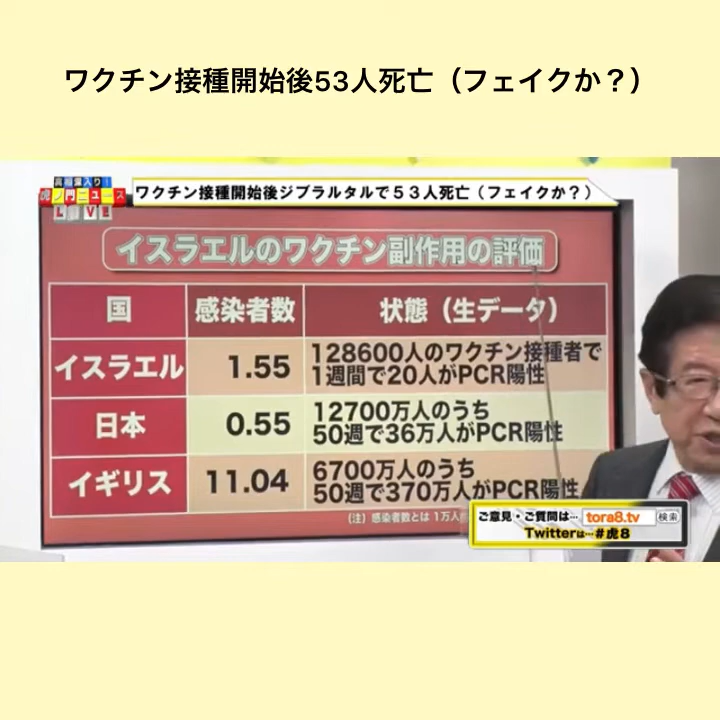 ワクチン接種開始後53人死亡（フェイクか？）
真相深入り！
虎ノ門ニュース
LIVE
ワクチン接種開始後ジブラルタルで５３人死亡（フェイクか？）
イスラエルのワクチン副作用の評価
国 感染者数 状態（生データ）
イスラエル 1.55 128600人のワクチン接種者で
1週間で20人がPCR陽性
日本 0.55 12700万人のうち
50週で36万人がPCR陽性
イギリス 11.04 6700万人のうち
50週で370万人がPCR陽性
（注）感染者数とは 1万人
ご意見・ご質問は… tora8.tv 検索
Twitterは…#虎8